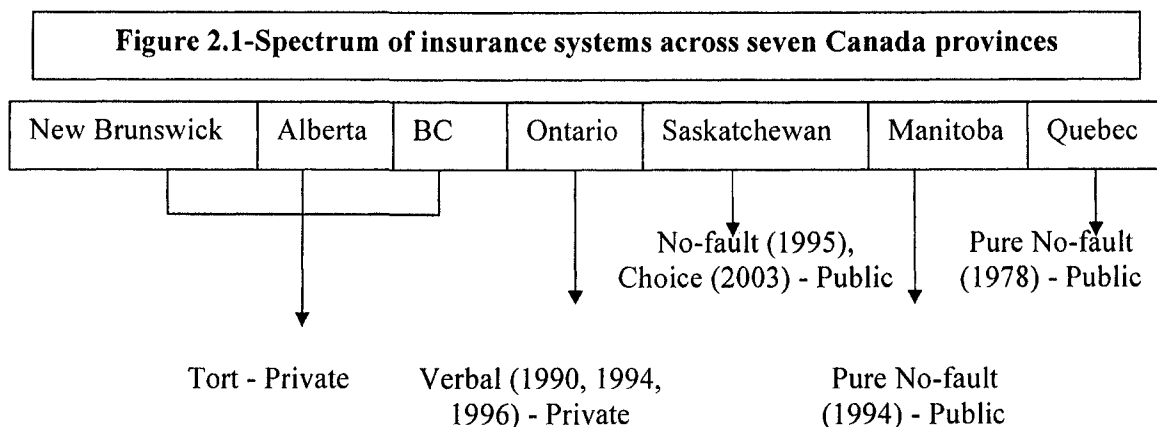 Figure 2.1-Spectrum of insurance systems across seven Canada provinces
New Brunswick Alberta BC Ontario Saskatchewan Manitoba Quebec
No-fault (1995),
Choice (2003) - Public
Pure No-fault
(1978) - Public
Tort - Private
Verbal (1990, 1994,
1996) - Private
Pure No-fault
(1994) - Public